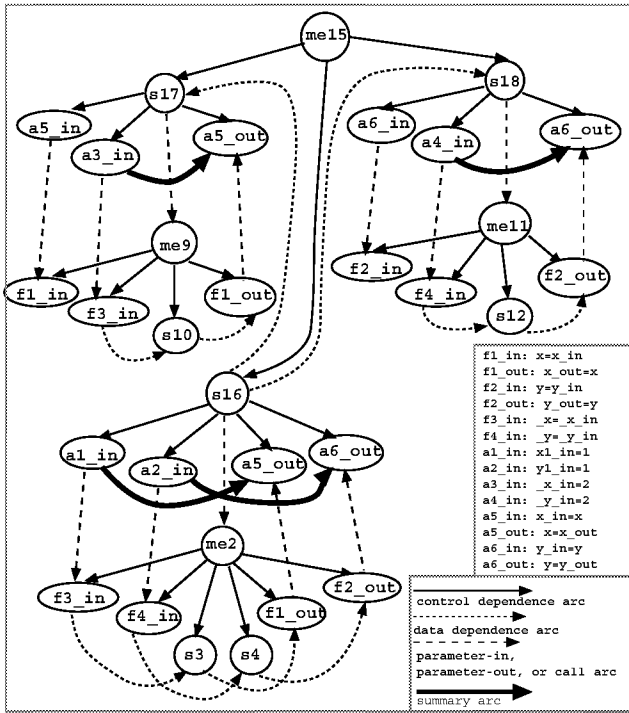 me15
s17
s18
a5_in
a3_in
a5_out
a6_in
a4_in
a6_out
me9
me11
f1_in
f3_in
s10
f1_out
f2_in
f4_in
s12
f2_out
s16
a1_in
a2_in
a5_out
a6_out
me2
f3_in
f4_in
s3
s4
f1_out
f2_out
f1_in: x=x_in
f1_out: x_out=x
f2_in: y=y_in
f2_out: y_out=y
f3_in: _x=_x_in
f4_in: _y=_y_in
a1_in: x1_in=1
a2_in: y1_in=1
a3_in: _x_in=2
a4_in: _y_in=2
a5_in: x_in=x
a5_out: x=x_out
a6_in: y_in=y
a6_out: y=y_out
control dependence arc
data dependence arc
parameter-in,
parameter-out, or call arc
summary arc